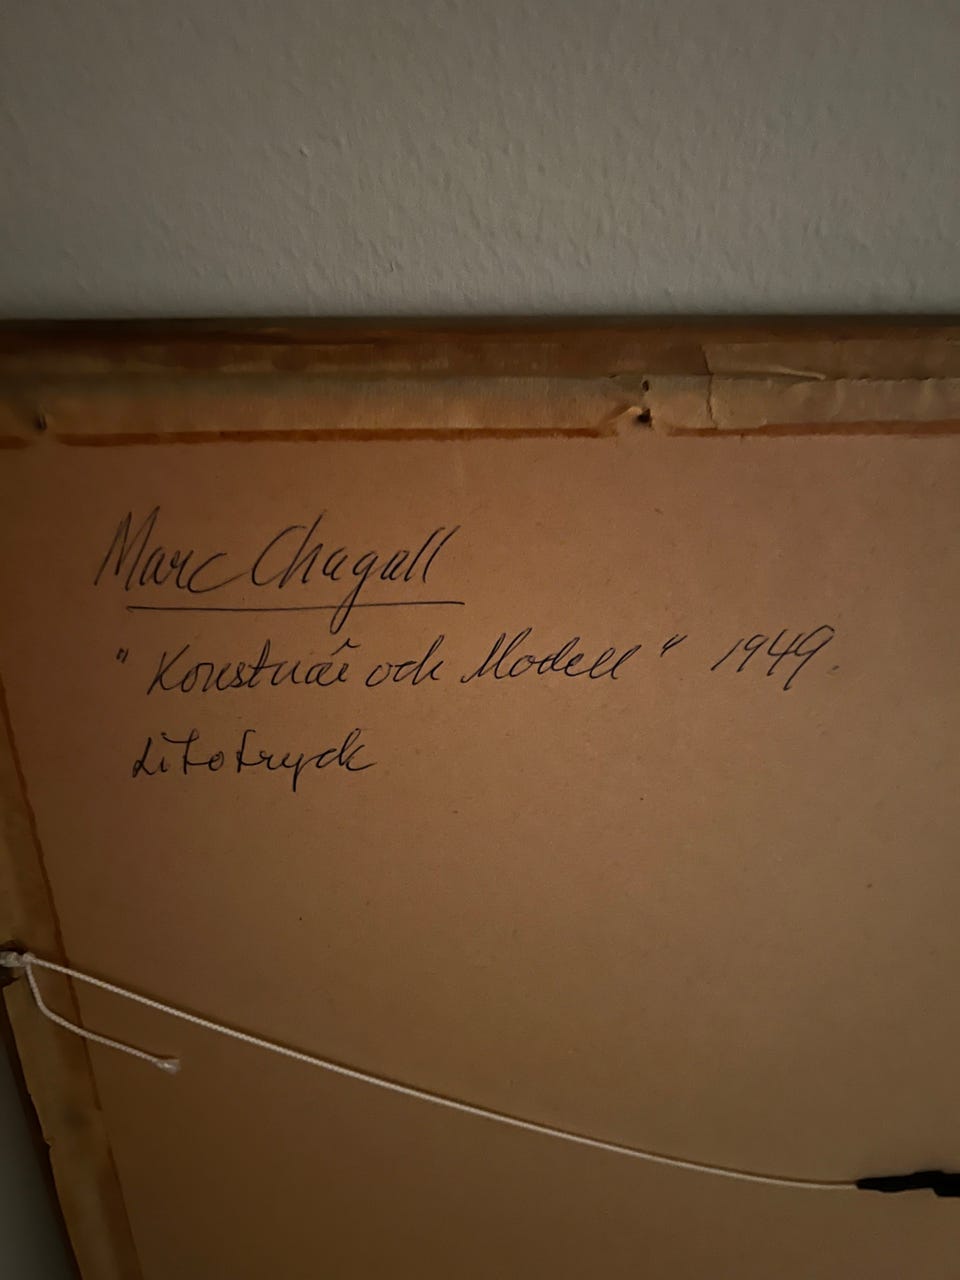 Marc Chagall
"Konstnär och Modell" 1949.
Litotryck